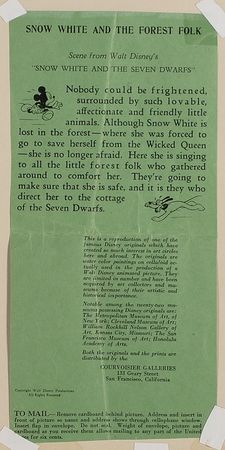 SNOW WHITE AND THE FOREST FOLK
Scene from Walt Disney's
"SNOW WHITE AND THE SEVEN DWARFS"
Nobody could be frightened,
surrounded by such lovable,
affectionate and friendly little
animals. Although Snow White is
lost in the forest—where she was forced to
go to save herself from the Wicked Queen
—she is no longer afraid. Here she is singing
to all the little forest folk who gathered
around to comfort her. They're going to
make sure that she is safe, and it is they who
direct her to the cottage
of the Seven Dwarfs.
This is a reproduction of one of the
famous Disney originals which have
created so much interest in art circles
here and abroad. The originals are
water color paintings on celluloid ac-
tually used in the production of a
Walt Disney animated picture. They
are limited in number and have been
acquired by art collectors and mu-
seums because of their artistic and
historical importance.
Notable among the twenty-two mu-
seums possessing Disney originals are:
The Metropolitan Museum of Art, of
New York; Cleveland Museum of Art;
William Rockhill Nelson Gallery of
Art, Kansas City, Missouri; The San
Francisco Museum of Art; Honolulu
Academy of Arts.
Both the originals and the prints are
distributed by the
COURVOISIER GALLERIES
133 Geary Street
San Francisco, California
Copyright Walt Disney Productions
All Rights Reserved
TO MAIL— Remove cardboard behind picture. Address and insert in
front of picture so name and address shows through cellophane window.
Insert flap in envelope. Do not seal. Weight of envelope, picture and
cardboard as you receive them allows mailing to any part of the United
for six cents.